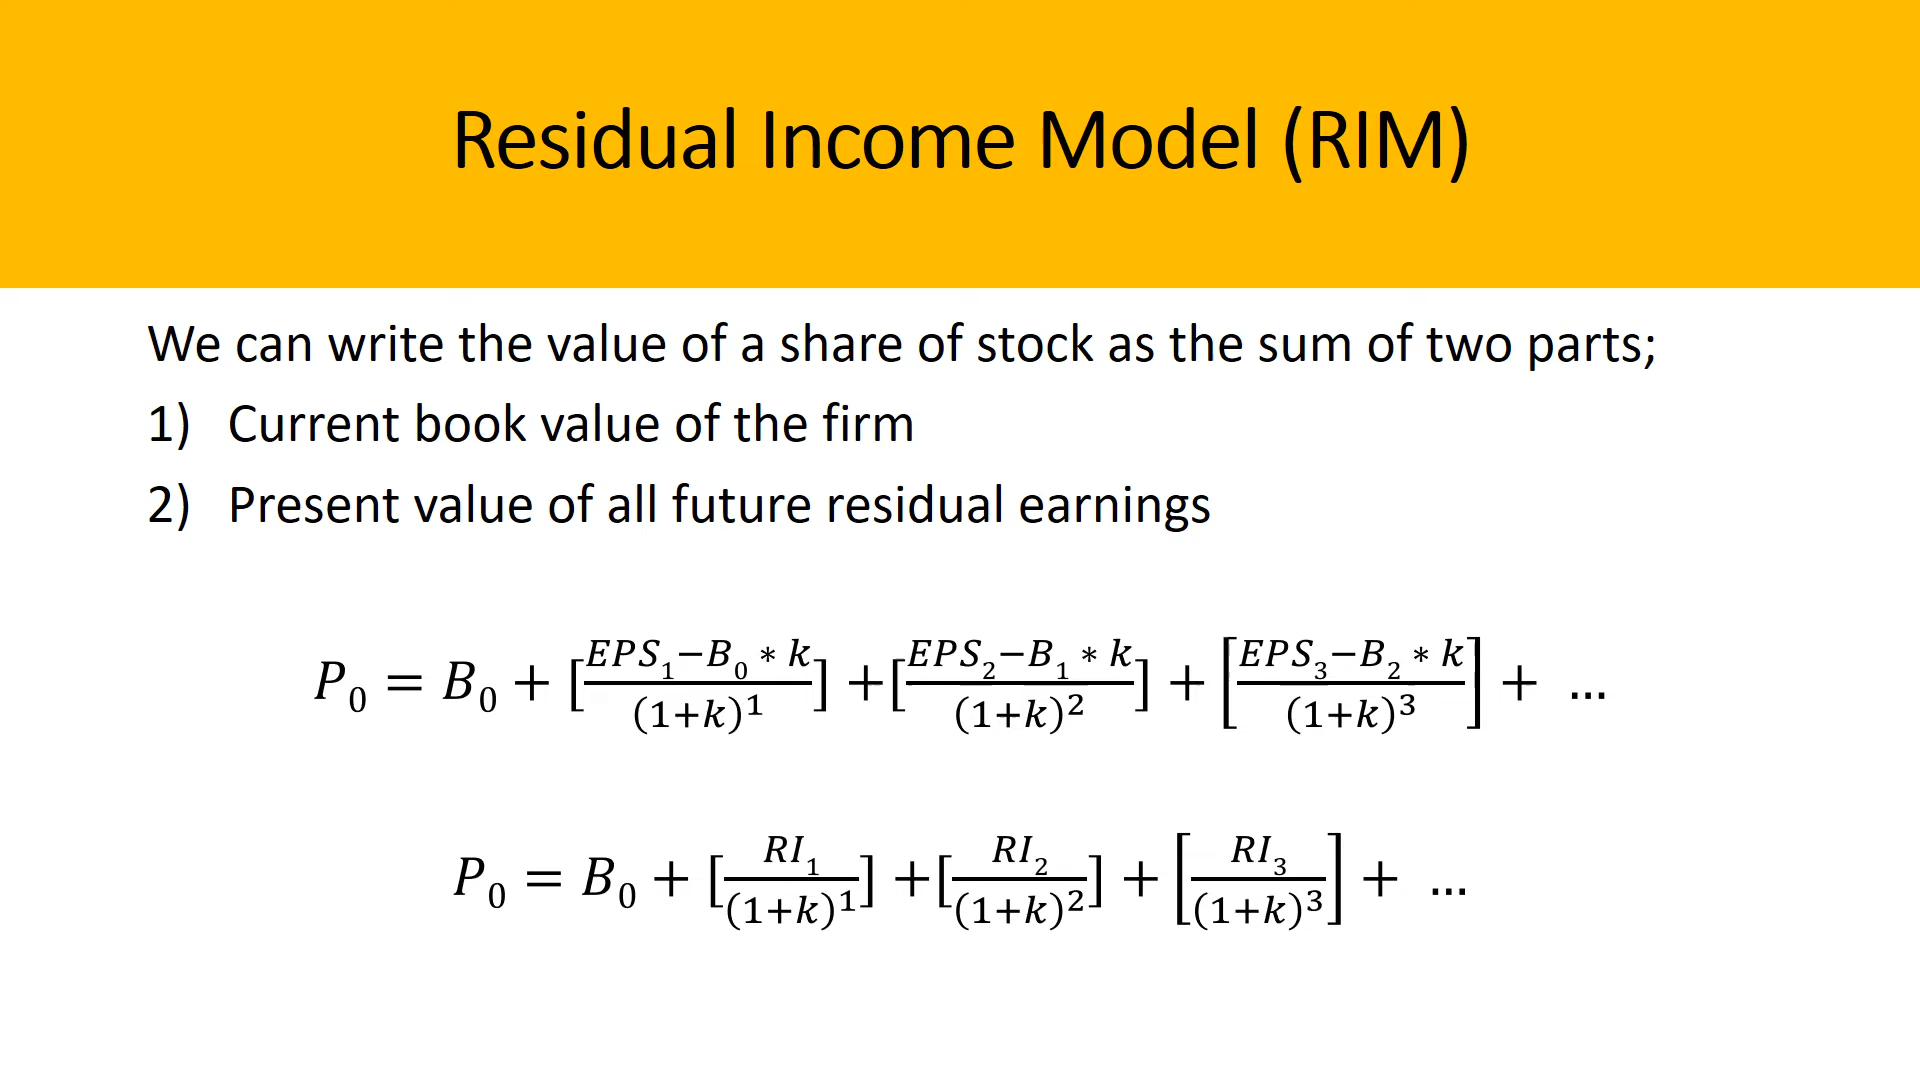 Residual Income Model (RIM)
We can write the value of a share of stock as the sum of two parts;
1) Current book value of the firm
2) Present value of all future residual earnings
P₀ = B₀ + [(EPS₁−B₀ ∗ k)/(1+k)¹] +[(EPS₂−B₁ ∗ k)/(1+k)²] + [(EPS₃−B₂ ∗ k)/(1+k)³] + …
P₀ = B₀ + [RI₁/(1+k)¹] +[RI₂/(1+k)²] + [RI₃/(1+k)³] + …